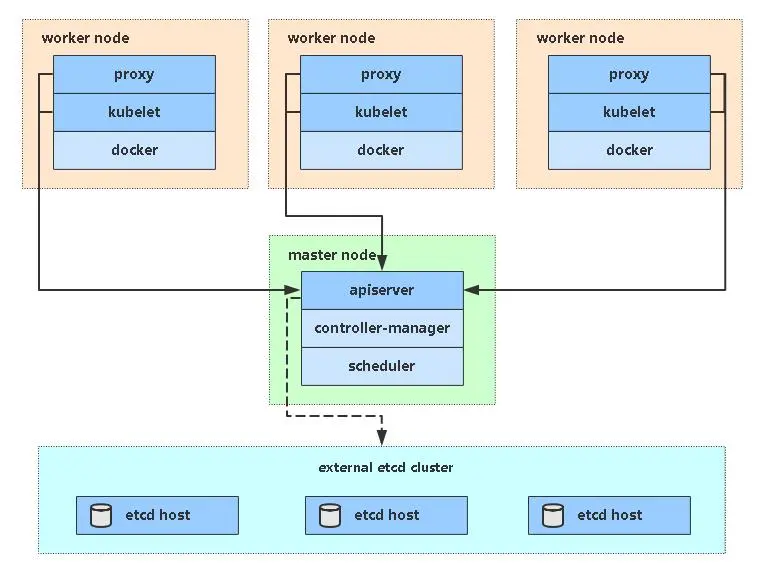 worker node
proxy
kubelet
docker
worker node
proxy
kubelet
docker
worker node
proxy
kubelet
docker
master node
apiserver
controller-manager
scheduler
external etcd cluster
etcd host
etcd host
etcd host